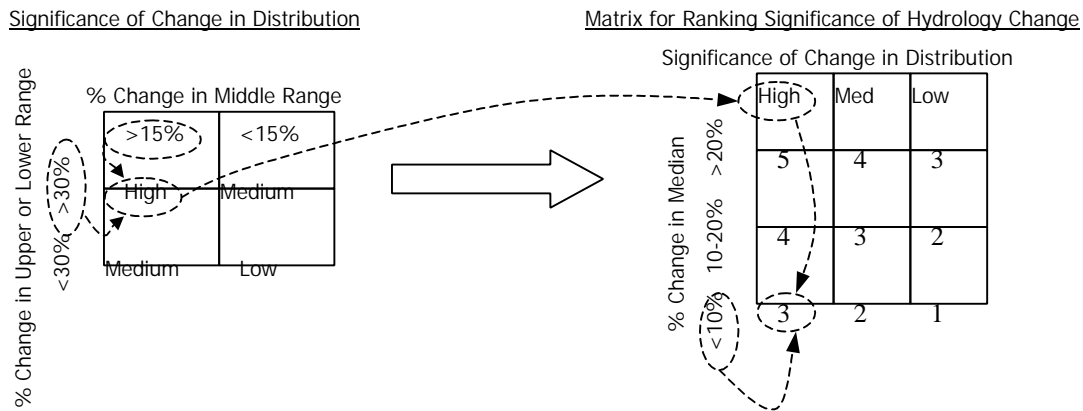 Significance of Change in Distribution
Matrix for Ranking Significance of Hydrology Change
% Change in Upper or Lower Range
<30% >30%
% Change in Middle Range
>15% <15%
High Medium
Medium Low
Significance of Change in Distribution
% Change in Median
<10% 10-20% >20%
High Med Low
5 4 3
4 3 2
3 2 1